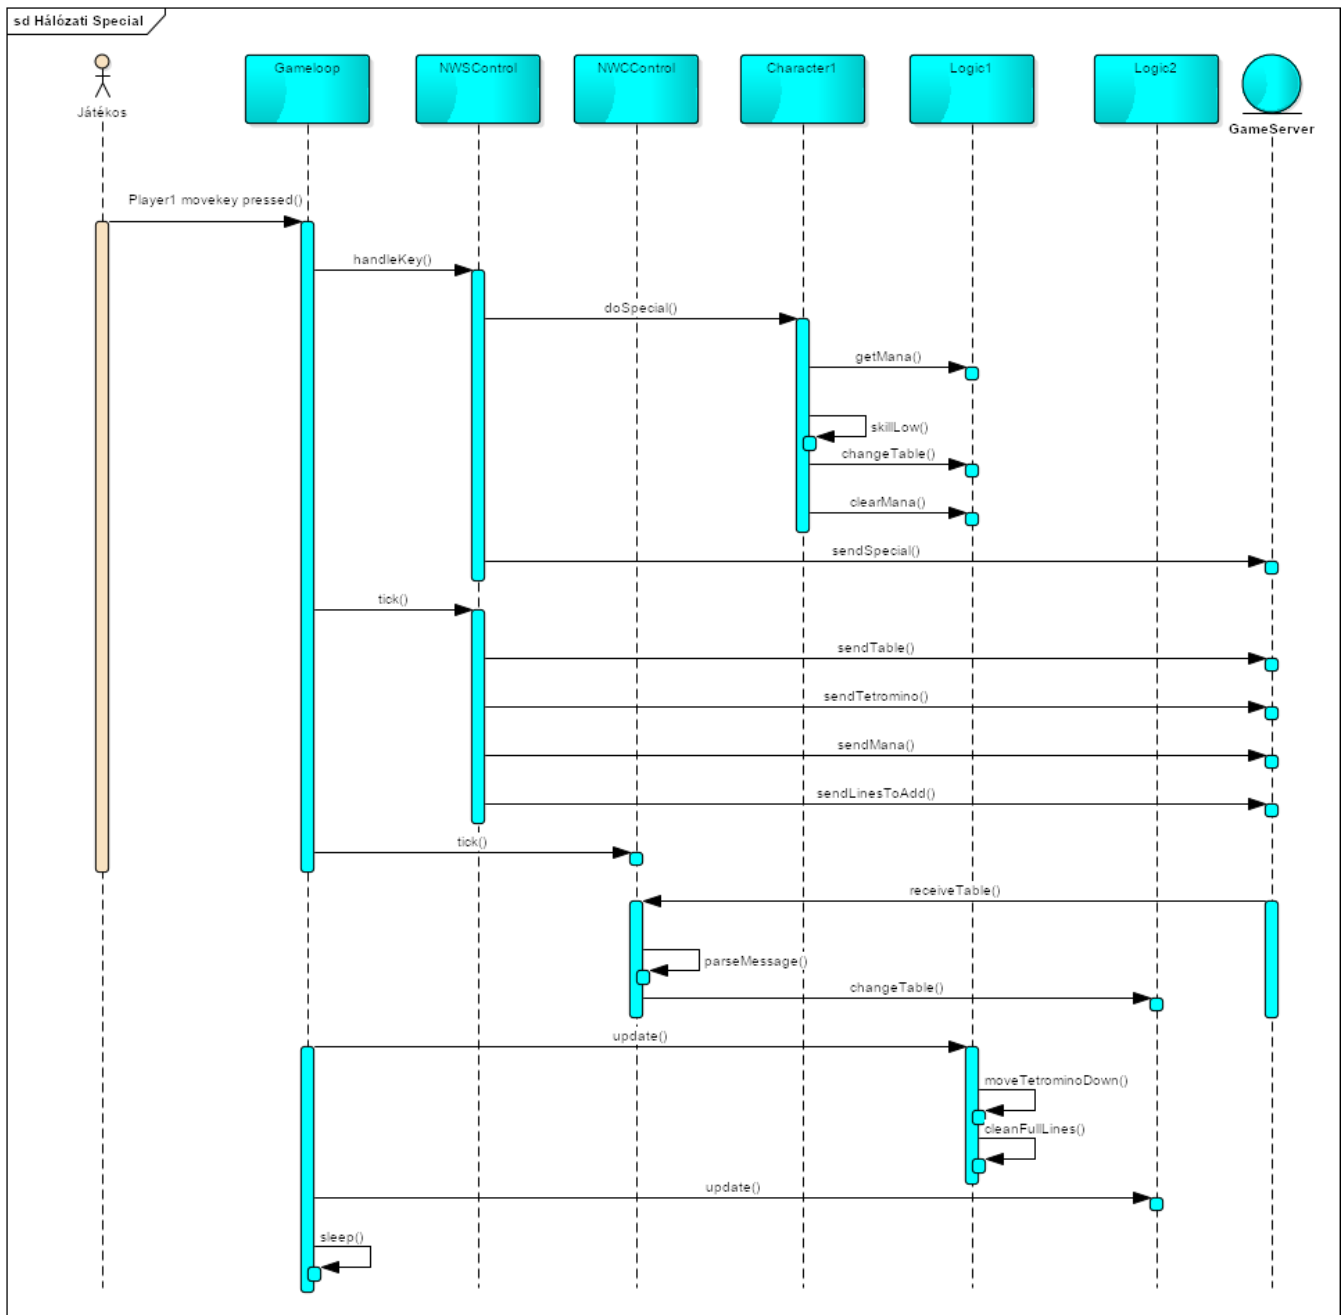 sd Hálózati Special
Játékos
Gameloop
NWSControl
NWCControl
Character1
Logic1
Logic2
GameServer
Player1 movekey pressed()
handleKey()
doSpecial()
getMana()
skillLow()
changeTable()
clearMana()
sendSpecial()
tick()
sendTable()
sendTetromino()
sendMana()
sendLinesToAdd()
tick()
receiveTable()
parseMessage()
changeTable()
update()
moveTetrominoDown()
cleanFullLines()
update()
sleep()